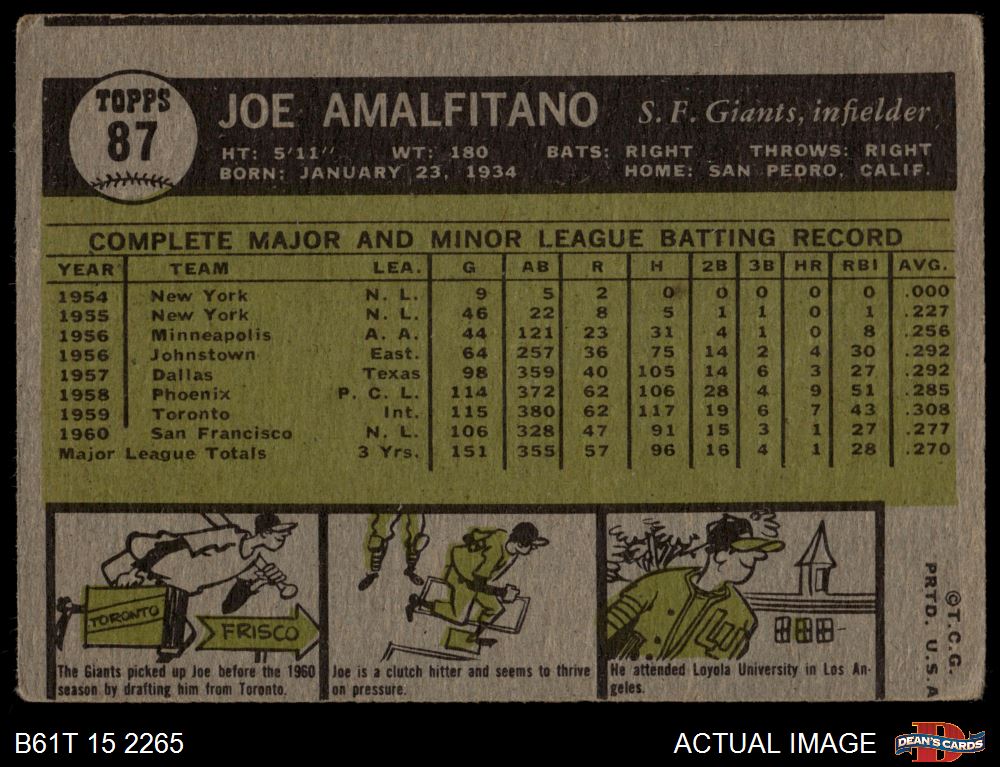 TOPPS
87
JOE AMALFITANO S. F. Giants, infielder
HT: 5'11" WT: 180 BATS: RIGHT THROWS: RIGHT
BORN: JANUARY 23, 1934 HOME: SAN PEDRO, CALIF.
COMPLETE MAJOR AND MINOR LEAGUE BATTING RECORD
YEAR TEAM LEA. G AB R H 2B 3B HR RBI AVG.
1954 New York N. L. 9 5 2 0 0 0 0 0 .000
1955 New York N. L. 46 22 8 5 1 1 0 1 .227
1956 Minneapolis A. A. 44 121 23 31 4 1 0 8 .256
1956 Johnstown East. 64 257 36 75 14 2 4 30 .292
1957 Dallas Texas 98 359 40 105 14 6 3 27 .292
1958 Phoenix P. C. L. 114 372 62 106 28 4 9 51 .285
1959 Toronto Int. 115 380 62 117 19 6 7 43 .308
1960 San Francisco N. L. 106 328 47 91 15 3 1 27 .277
Major League Totals 3 Yrs. 151 355 57 96 16 4 1 28 .270
TORONTO
FRISCO
The Giants picked up Joe before the 1960
season by drafting him from Toronto.
Joe is a clutch hitter and seems to thrive
on pressure.
LOY
He attended Loyola University in Los An-
geles.
©T.C.G.
PRTD. U.S.A
B61T 15 2265
ACTUAL IMAGE
D
DEAN'S CARDS